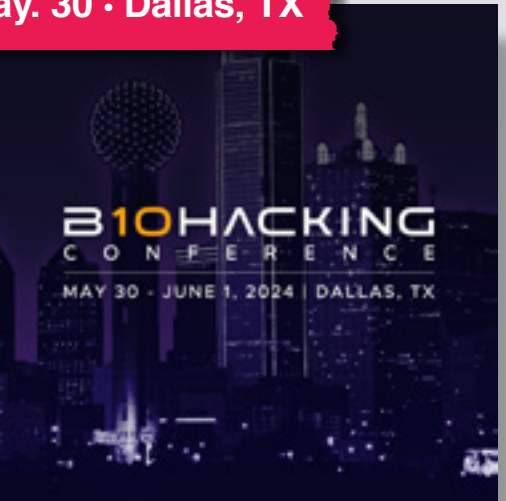 ay. 30 • Dallas, TX
B10HACKING
CONFERENCE
MAY 30 - JUNE 1, 2024 | DALLAS, TX